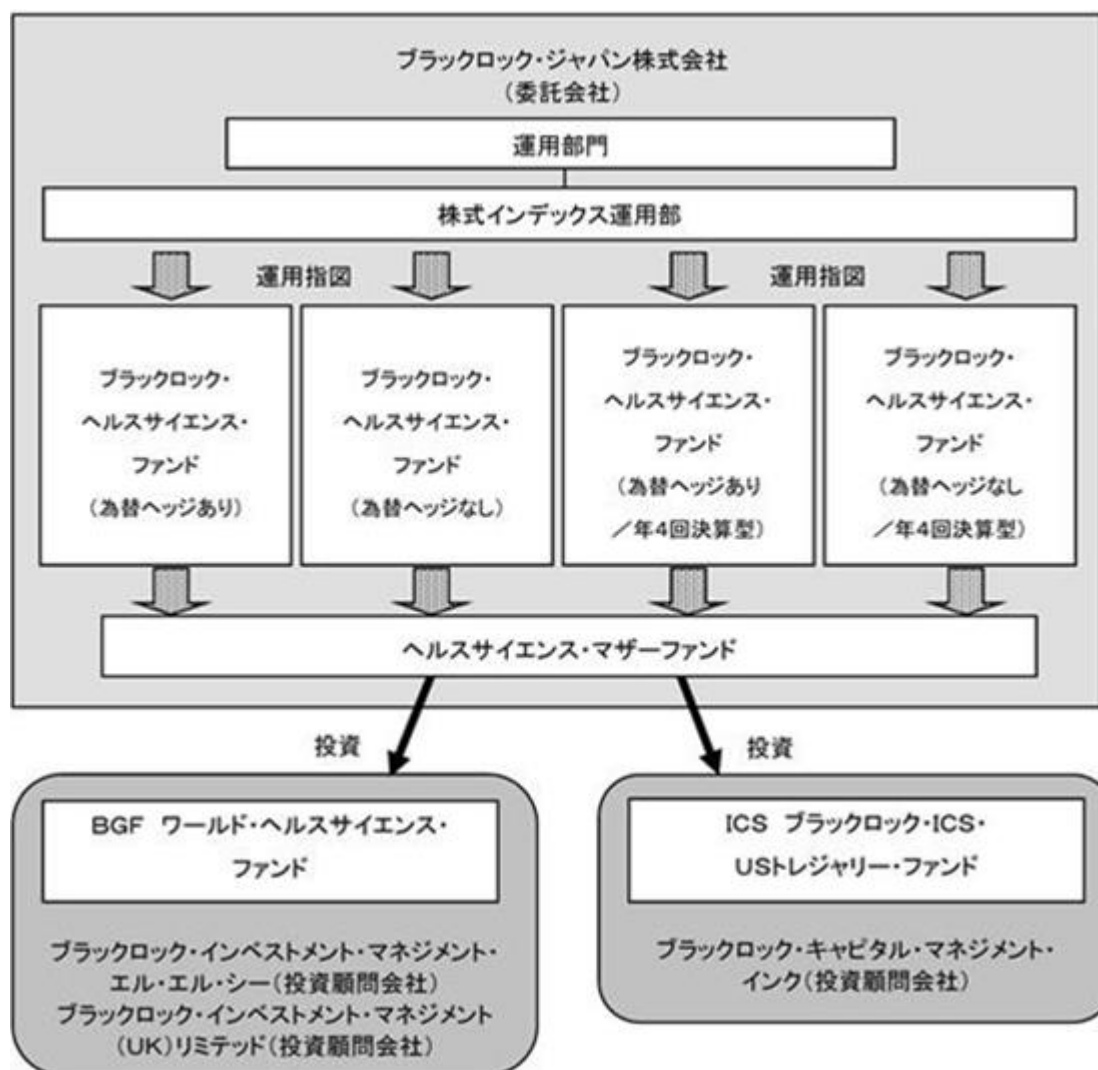 ブラックロック・ジャパン株式会社
(委託会社)
運用部門
株式インデックス運用部
運用指図
運用指図
ブラックロック・
ヘルスサイエンス・
ファンド
(為替ヘッジあり)
ブラックロック・
ヘルスサイエンス・
ファンド
(為替ヘッジなし)
ブラックロック・
ヘルスサイエンス・
ファンド
(為替ヘッジあり
／年4回決算型)
ブラックロック・
ヘルスサイエンス・
ファンド
(為替ヘッジなし
／年4回決算型)
ヘルスサイエンス・マザーファンド
投資
投資
BGF ワールド・ヘルスサイエンス・
ファンド
ブラックロック・インベストメント・マネジメント・
エル・エル・シー(投資顧問会社)
ブラックロック・インベストメント・マネジメント
(UK)リミテッド(投資顧問会社)
ICS ブラックロック・ICS・
USトレジャリー・ファンド
ブラックロック・キャピタル・マネジメント・
インク(投資顧問会社)